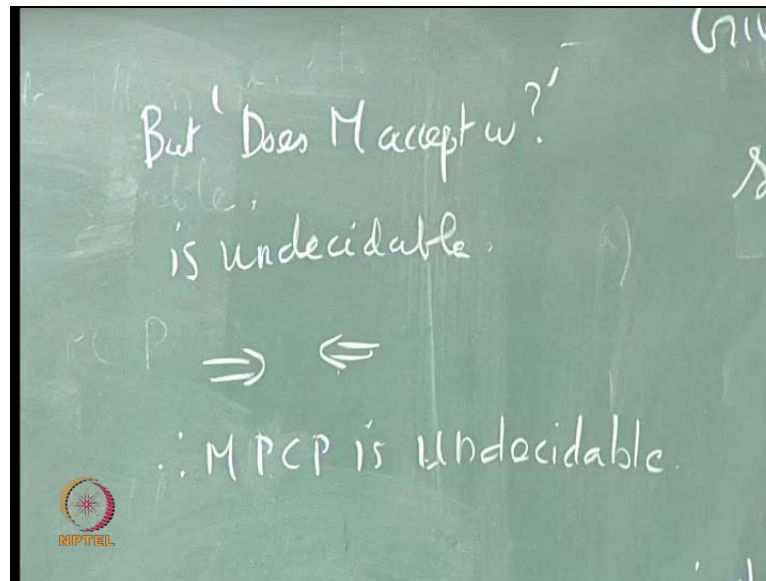 But 'Does M accept w?'
is undecidable.
⇒ ⇐
∴ MPCP is Undecidable.
NPTEL